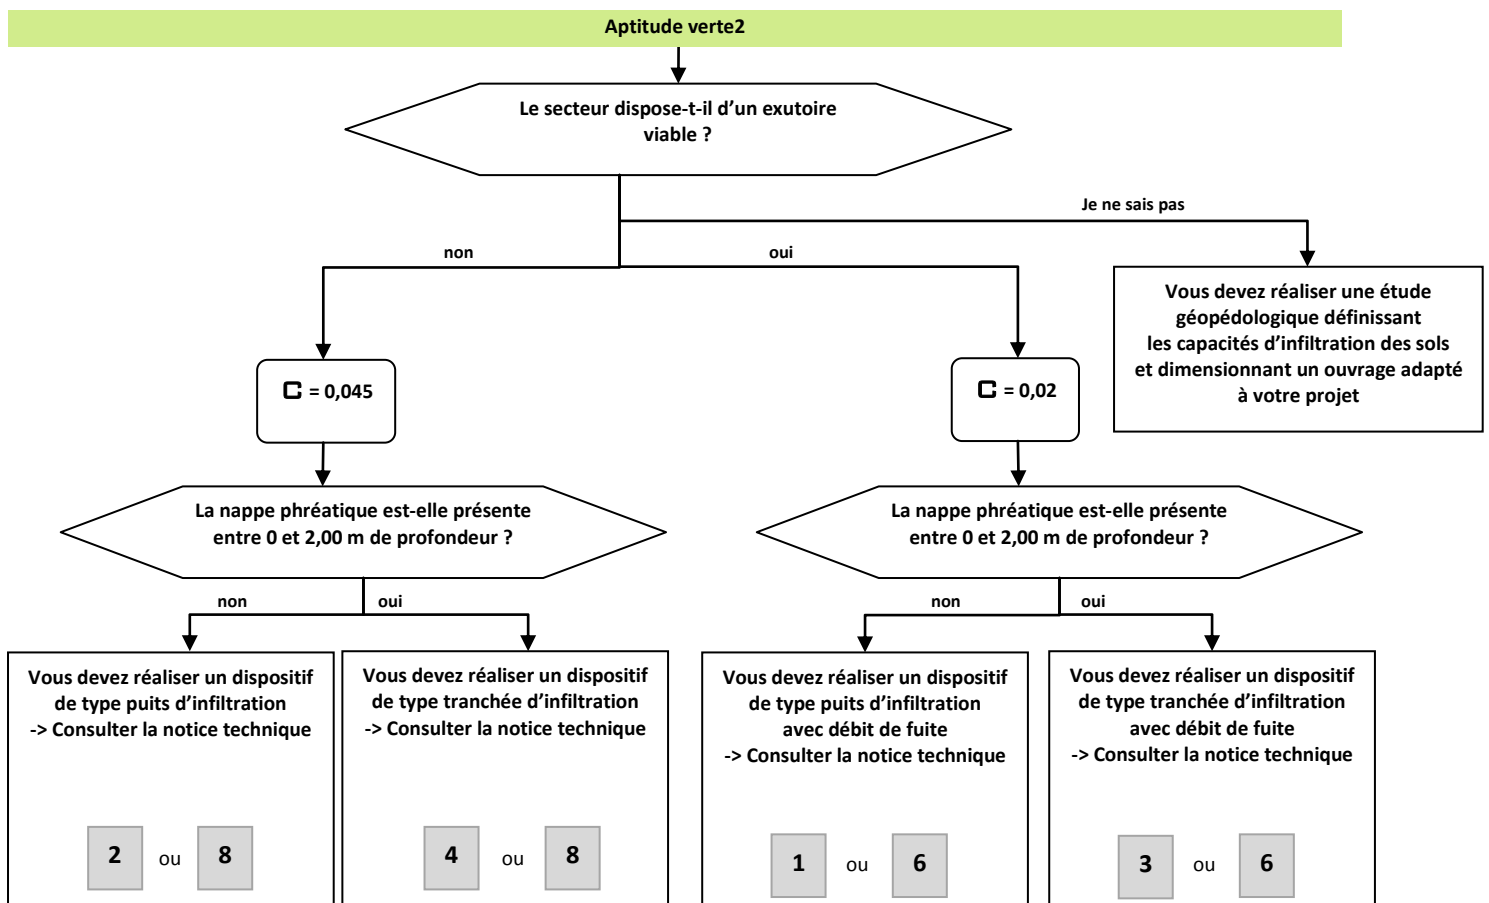 Aptitude verte2
Le secteur dispose-t-il d'un exutoire
viable ?
Je ne sais pas
non
oui
Vous devez réaliser une étude
géopédologique définissant
les capacités d'infiltration des sols
et dimensionnant un ouvrage adapté
à votre projet
C = 0,045
C = 0,02
La nappe phréatique est-elle présente
entre 0 et 2,00 m de profondeur ?
La nappe phréatique est-elle présente
entre 0 et 2,00 m de profondeur ?
non
oui
non
oui
Vous devez réaliser un dispositif
de type puits d'infiltration
-> Consulter la notice technique
2 ou 8
Vous devez réaliser un dispositif
de type tranchée d'infiltration
-> Consulter la notice technique
4 ou 8
Vous devez réaliser un dispositif
de type puits d'infiltration
avec débit de fuite
-> Consulter la notice technique
1 ou 6
Vous devez réaliser un dispositif
de type tranchée d'infiltration
avec débit de fuite
-> Consulter la notice technique
3 ou 6